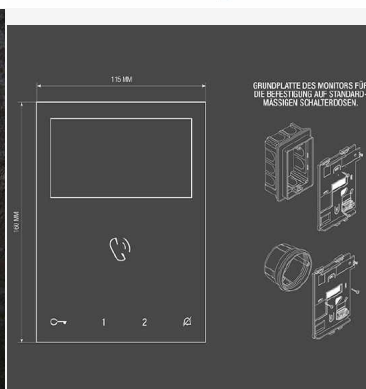 115 MM
GRUNDPLATTE DES MONITORS FÜR
DIE BEFESTIGUNG AUF STANDARD-
MÄSSIGEN SCHALTERDOSEN.
160 MM
1
2